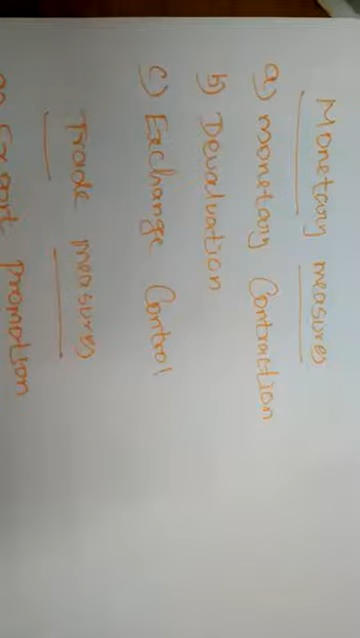 Monetary measures
a) monetary Contraction
b) Devaluation
c) Exchange Control
Trade measures
a) Export promotion